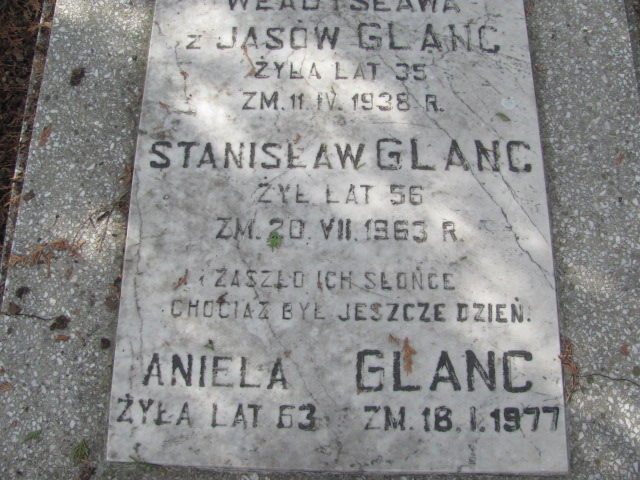 WŁADYSŁAWA
z JASÓW GLANC
ŻYŁA LAT 35
ZM. 11. IV. 1938 R.
STANISŁAW GLANC
ŻYŁ LAT 56
ZM. 20. VII. 1963 R.
I ZASZŁO ICH SŁOŃCE
CHOCIAŻ BYŁ JESZCZE DZIEŃ.
ANIELA GLANC
ŻYŁA LAT 63 ZM. 18. I. 1977